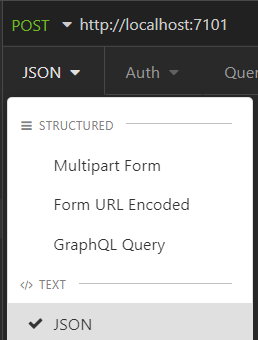 POST http://localhost:7101
JSON Auth Quer
STRUCTURED
Multipart Form
Form URL Encoded
GraphQL Query
TEXT
JSON